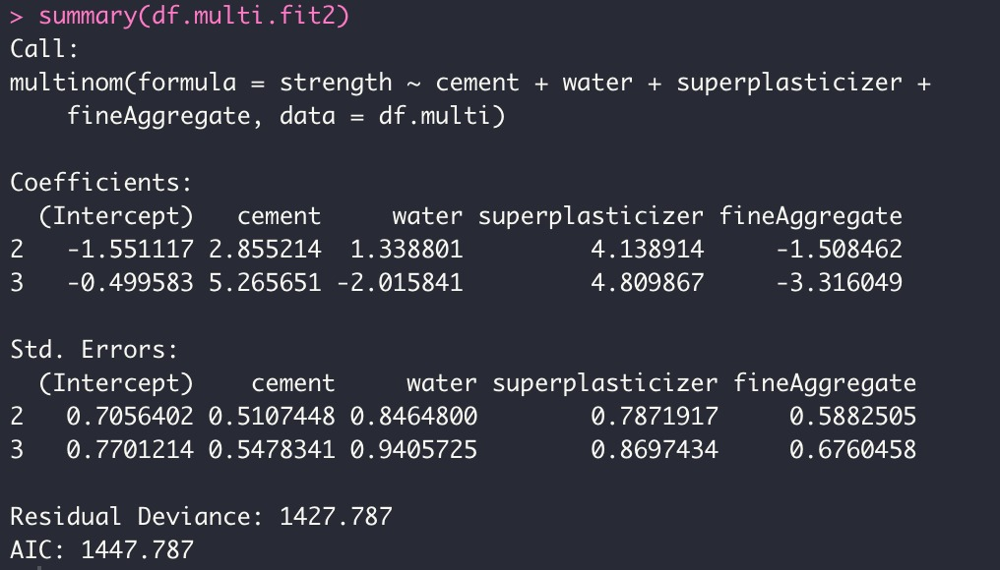 > summary(df.multi.fit2)
Call:
multinom(formula = strength ~ cement + water + superplasticizer +
    fineAggregate, data = df.multi)

Coefficients:
  (Intercept)   cement     water superplasticizer fineAggregate
2   -1.551117 2.855214  1.338801         4.138914     -1.508462
3   -0.499583 5.265651 -2.015841         4.809867     -3.316049

Std. Errors:
  (Intercept)    cement     water superplasticizer fineAggregate
2   0.7056402 0.5107448 0.8464800        0.7871917     0.5882505
3   0.7701214 0.5478341 0.9405725        0.8697434     0.6760458

Residual Deviance: 1427.787
AIC: 1447.787